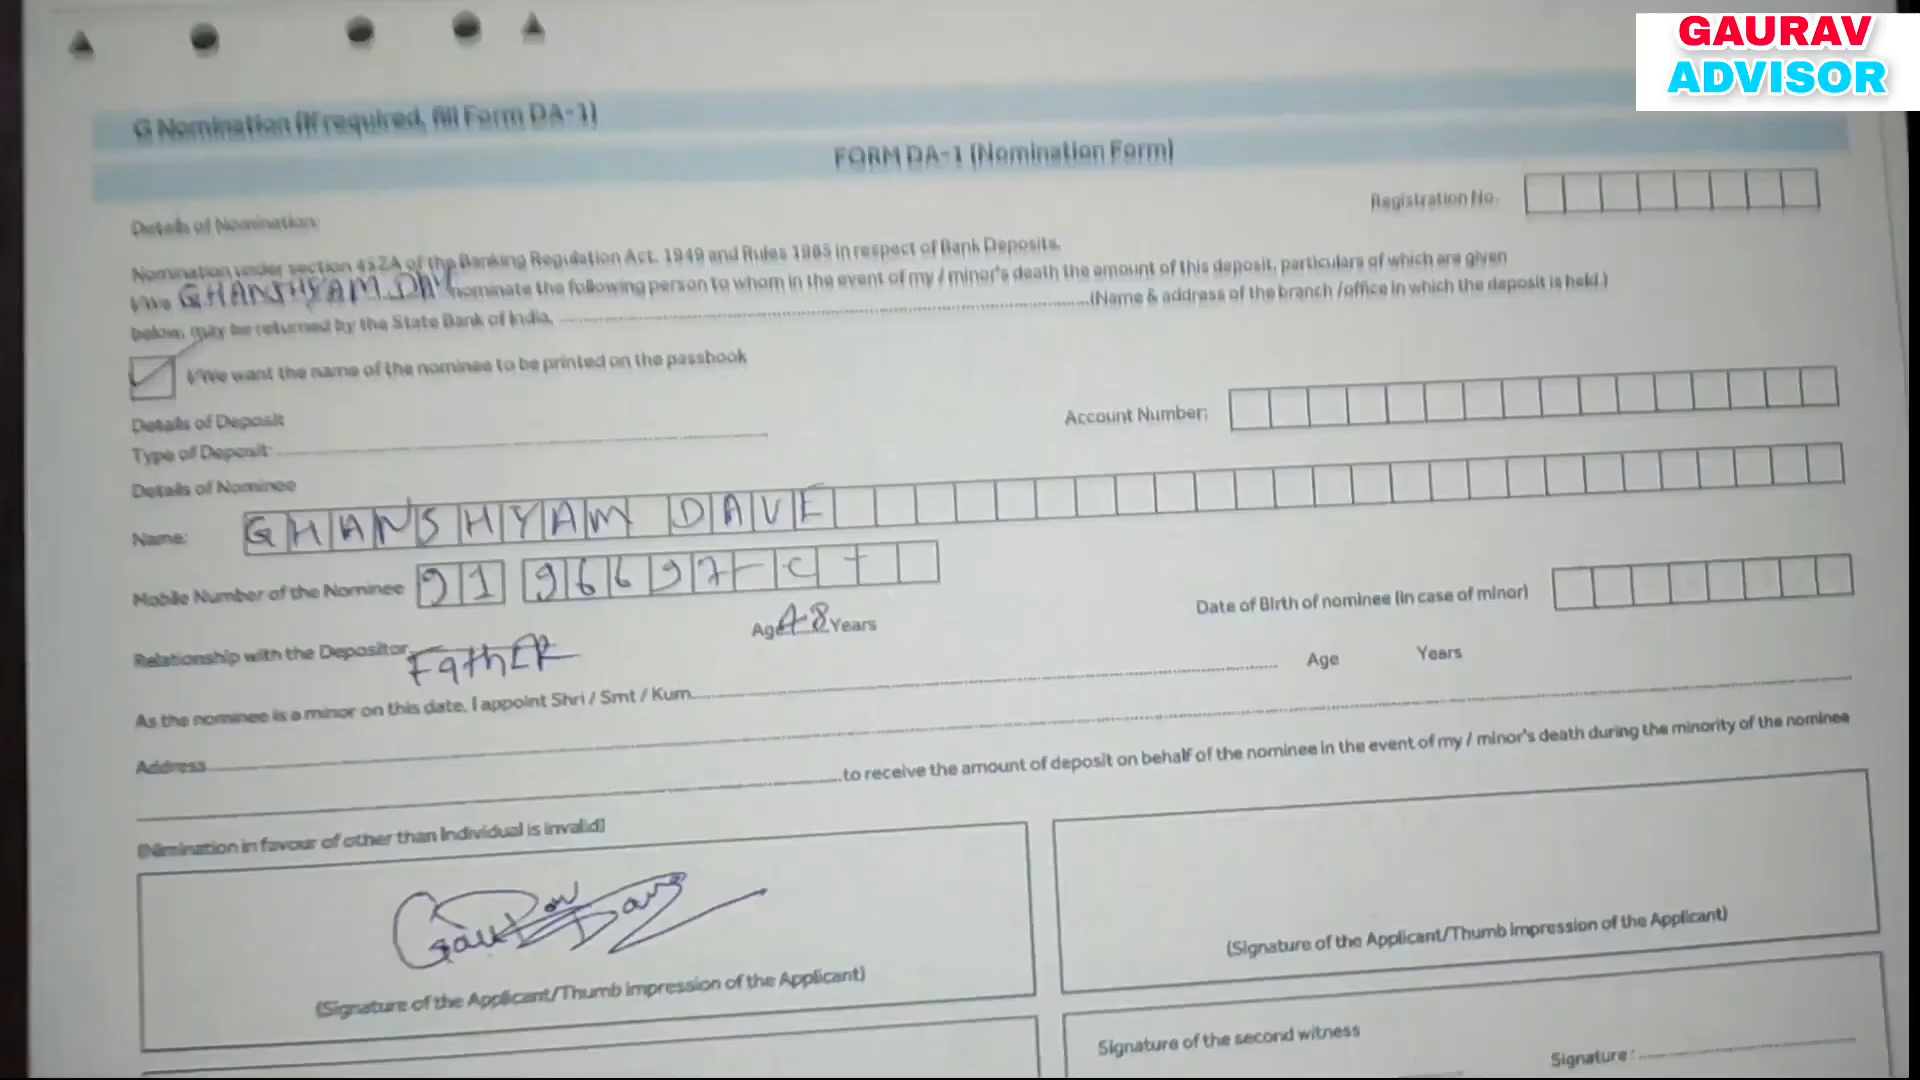 GAURAV
ADVISOR
G Nomination (If required, fill Form DA-1)
FORM DA-1 (Nomination Form)
Registration No.
Details of Nomination:
Nomination under section 45ZA of the Banking Regulation Act, 1949 and Rules 1985 in respect of Bank Deposits.
I/We GHANSHYAM DAVE nominate the following person to whom in the event of my / minor's death the amount of this deposit, particulars of which are given
below, may be returned by the State Bank of India, (Name & address of the branch /office in which the deposit is held.)
I/We want the name of the nominee to be printed on the passbook
Details of Deposit
Account Number:
Type of Deposit:
Details of Nominee
Name: GHANSHYAM DAVE
Mobile Number of the Nominee 91 96697
Relationship with the Depositor FathER Age 48 Years Date of Birth of nominee (in case of minor)
As the nominee is a minor on this date, I appoint Shri / Smt / Kum. Age Years
Address
to receive the amount of deposit on behalf of the nominee in the event of my / minor's death during the minority of the nominee
(Nimination in favour of other than Individual is invalid)
(Signature of the Applicant/Thumb impression of the Applicant)
(Signature of the Applicant/Thumb impression of the Applicant)
Signature of the second witness
Signature :